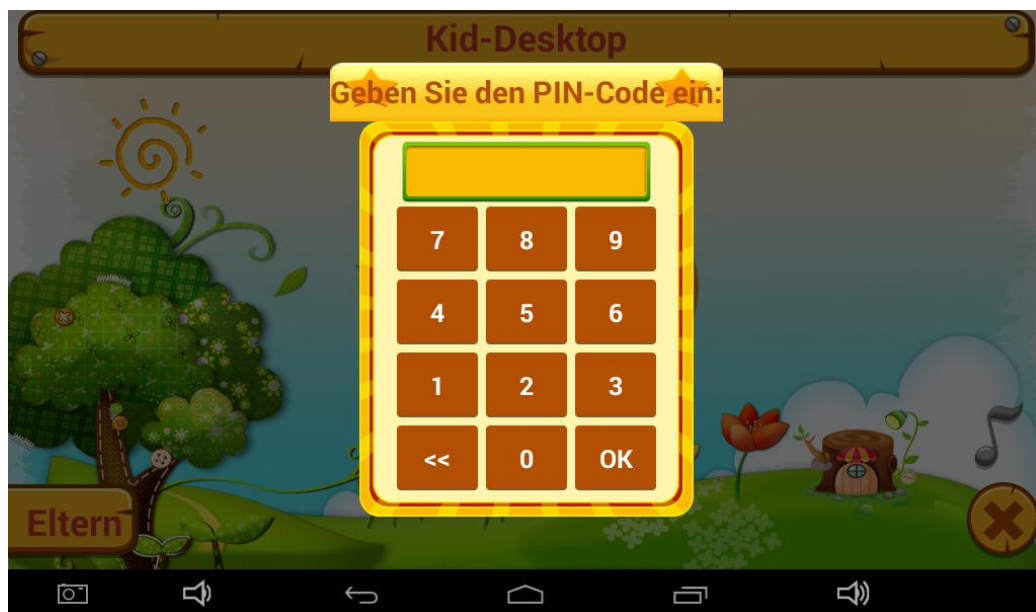 Kid-Desktop
Geben Sie den PIN-Code ein:
7 8 9
4 5 6
1 2 3
<< 0 OK
Eltern